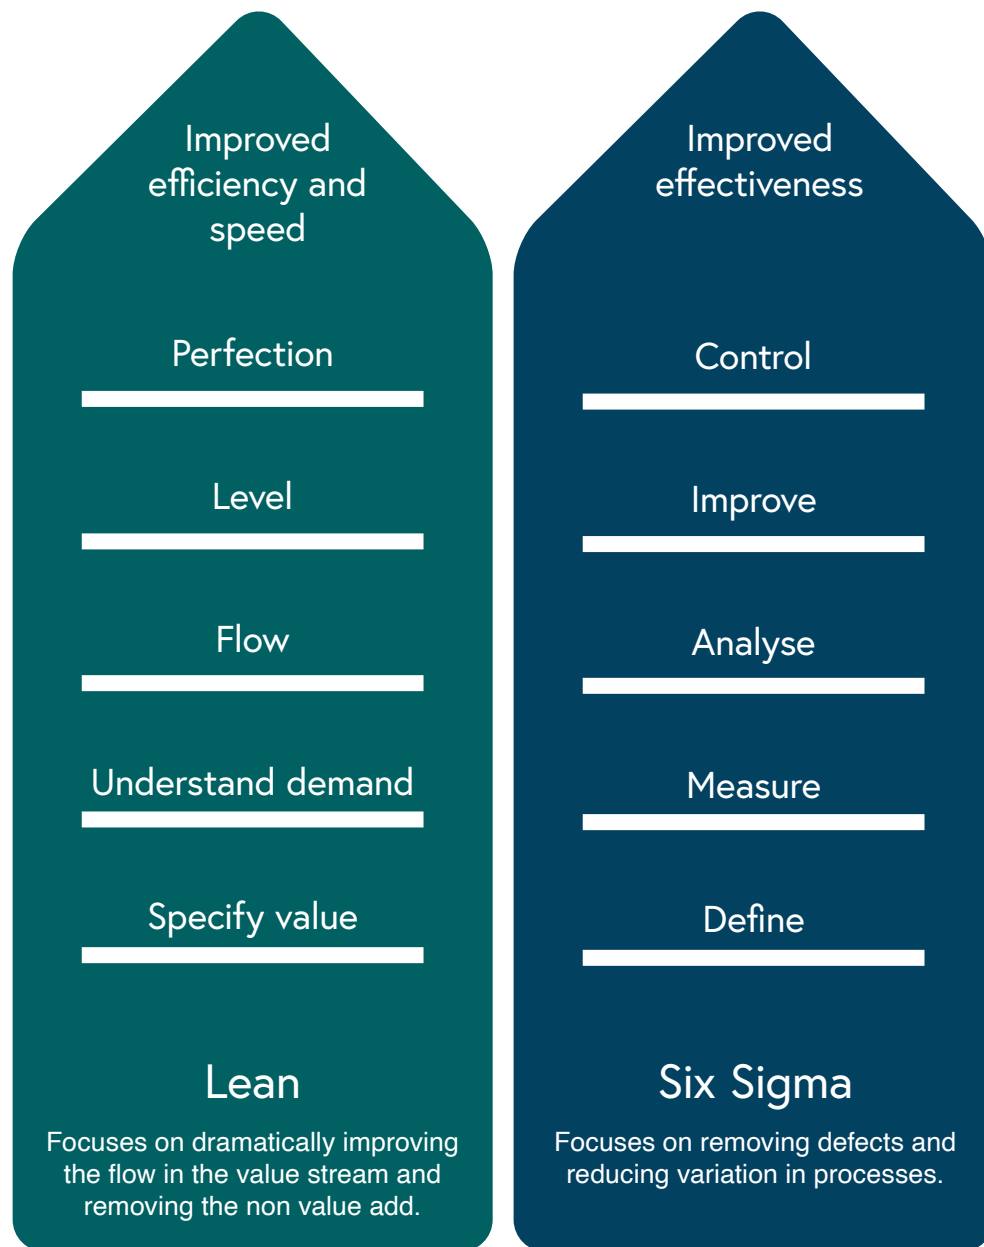 Improved
efficiency and
speed
Perfection
Level
Flow
Understand demand
Specify value
Lean
Focuses on dramatically improving
the flow in the value stream and
removing the non value add.
Improved
effectiveness
Control
Improve
Analyse
Measure
Define
Six Sigma
Focuses on removing defects and
reducing variation in processes.